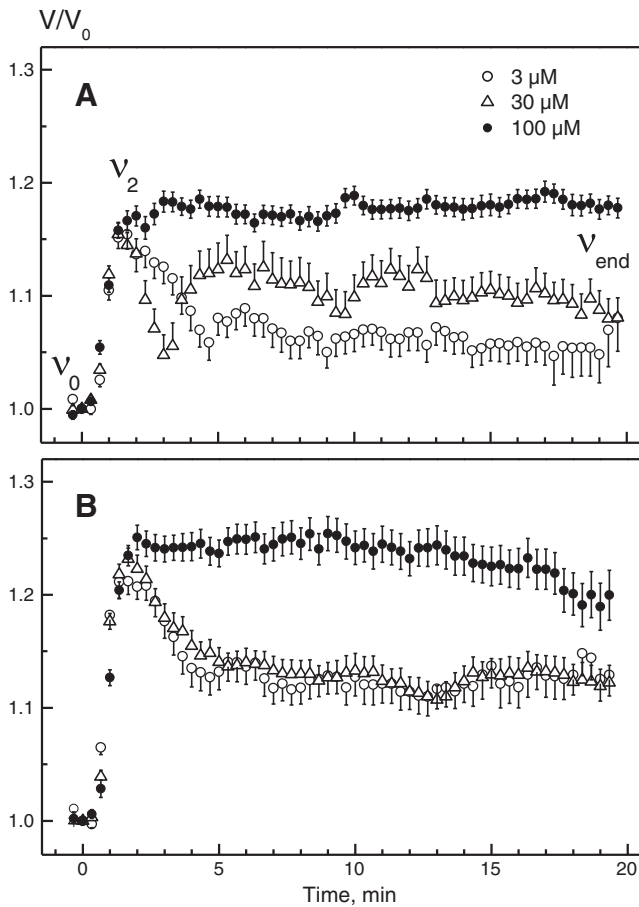 V/V0
1.3
A
○ 3 µM
△ 30 µM
● 100 µM
ν2
1.2
νend
1.1
ν0
1.0
1.3
B
1.2
1.1
1.0
0 5 10 15 20
Time, min